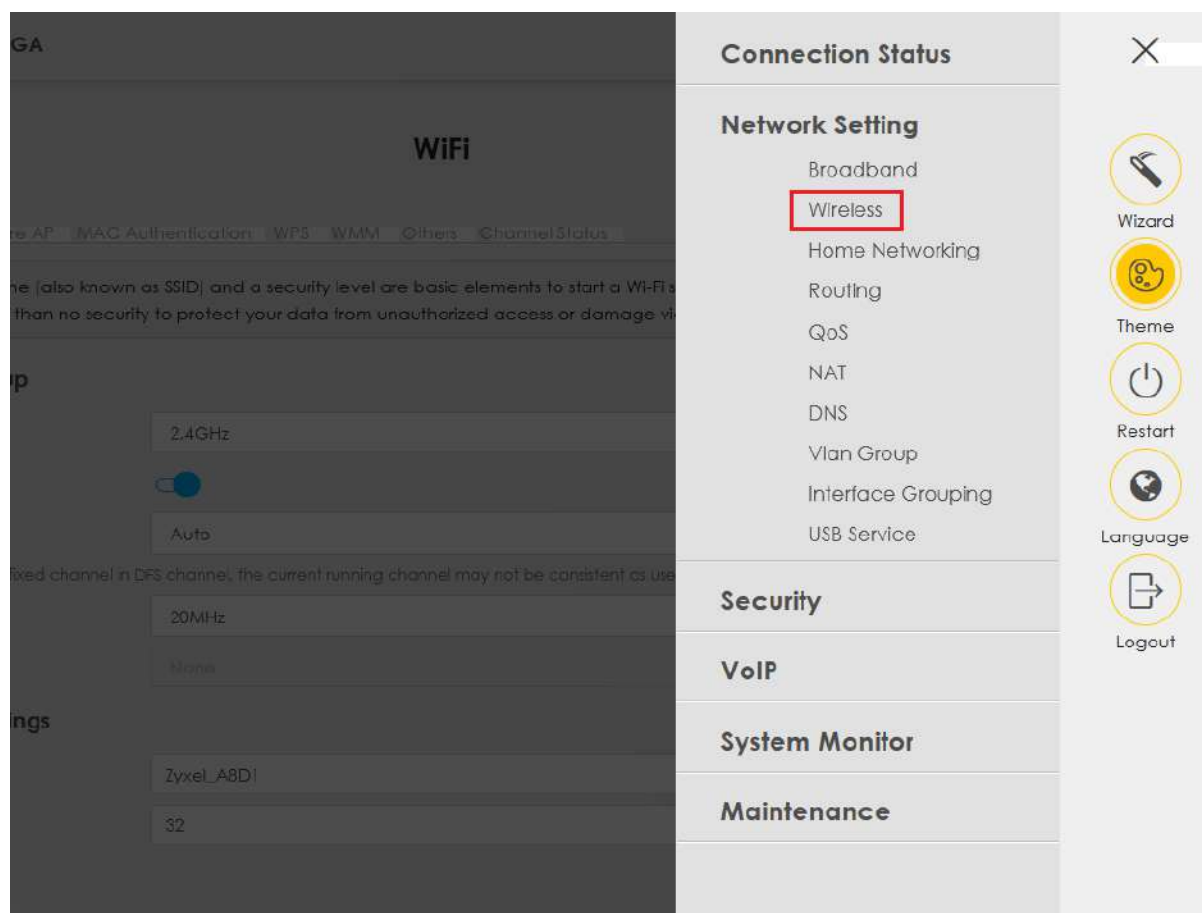 GA
WiFi
re AP MAC Authentication WPS WMM Others Channel Status
ne (also known as SSID) and a security level are basic elements to start a Wi-Fi s
than no security to protect your data from unauthorized access or damage vi
up
2.4GHz
Auto
fixed channel in DFS channel, the current running channel may not be consistent as use
20MHz
None
ings
Zyxel_A8D1
32
Connection Status
Network Setting
Broadband
Wireless
Home Networking
Routing
QoS
NAT
DNS
Vlan Group
Interface Grouping
USB Service
Security
VoIP
System Monitor
Maintenance
Wizard
Theme
Restart
Language
Logout